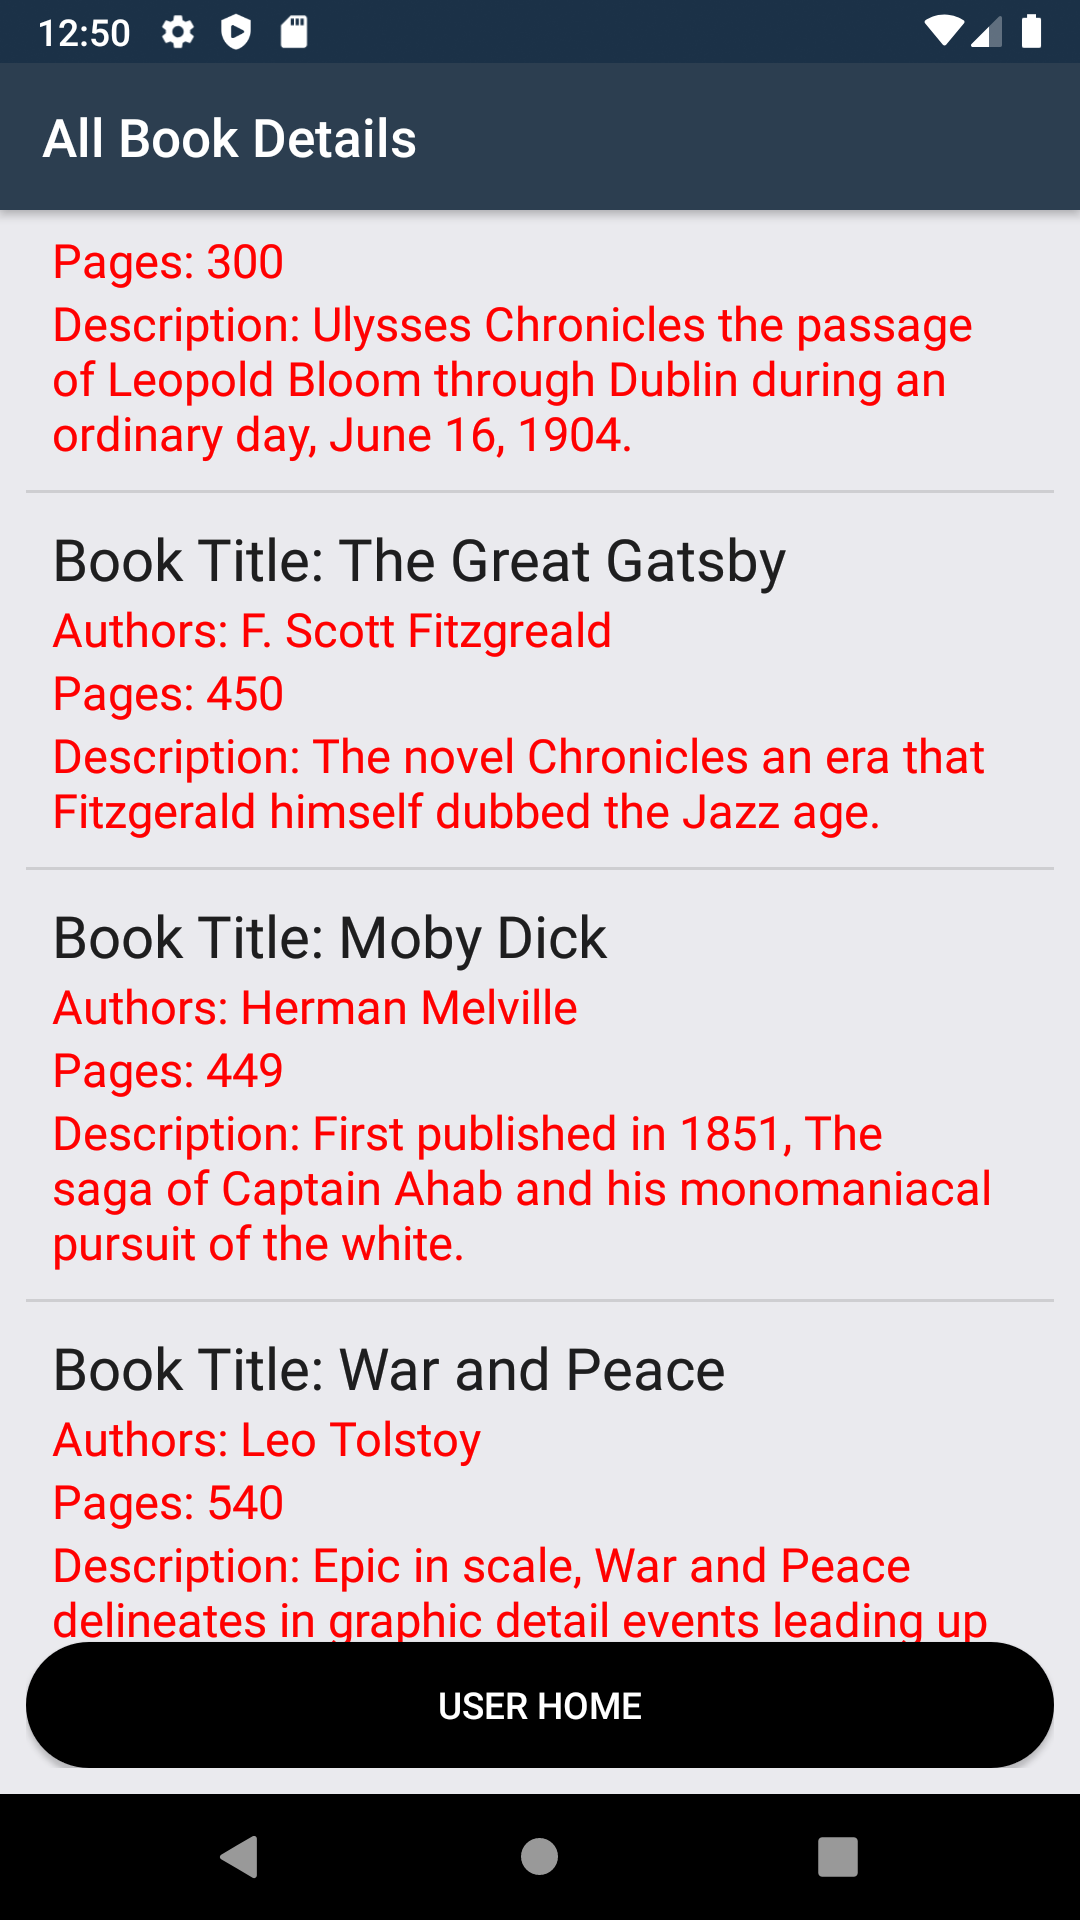 12:50
All Book Details
Pages: 300
Description: Ulysses Chronicles the passage
of Leopold Bloom through Dublin during an
ordinary day, June 16, 1904.
Book Title: The Great Gatsby
Authors: F. Scott Fitzgreald
Pages: 450
Description: The novel Chronicles an era that
Fitzgerald himself dubbed the Jazz age.
Book Title: Moby Dick
Authors: Herman Melville
Pages: 449
Description: First published in 1851, The
saga of Captain Ahab and his monomaniacal
pursuit of the white.
Book Title: War and Peace
Authors: Leo Tolstoy
Pages: 540
Description: Epic in scale, War and Peace
delineates in graphic detail events leading up
USER HOME